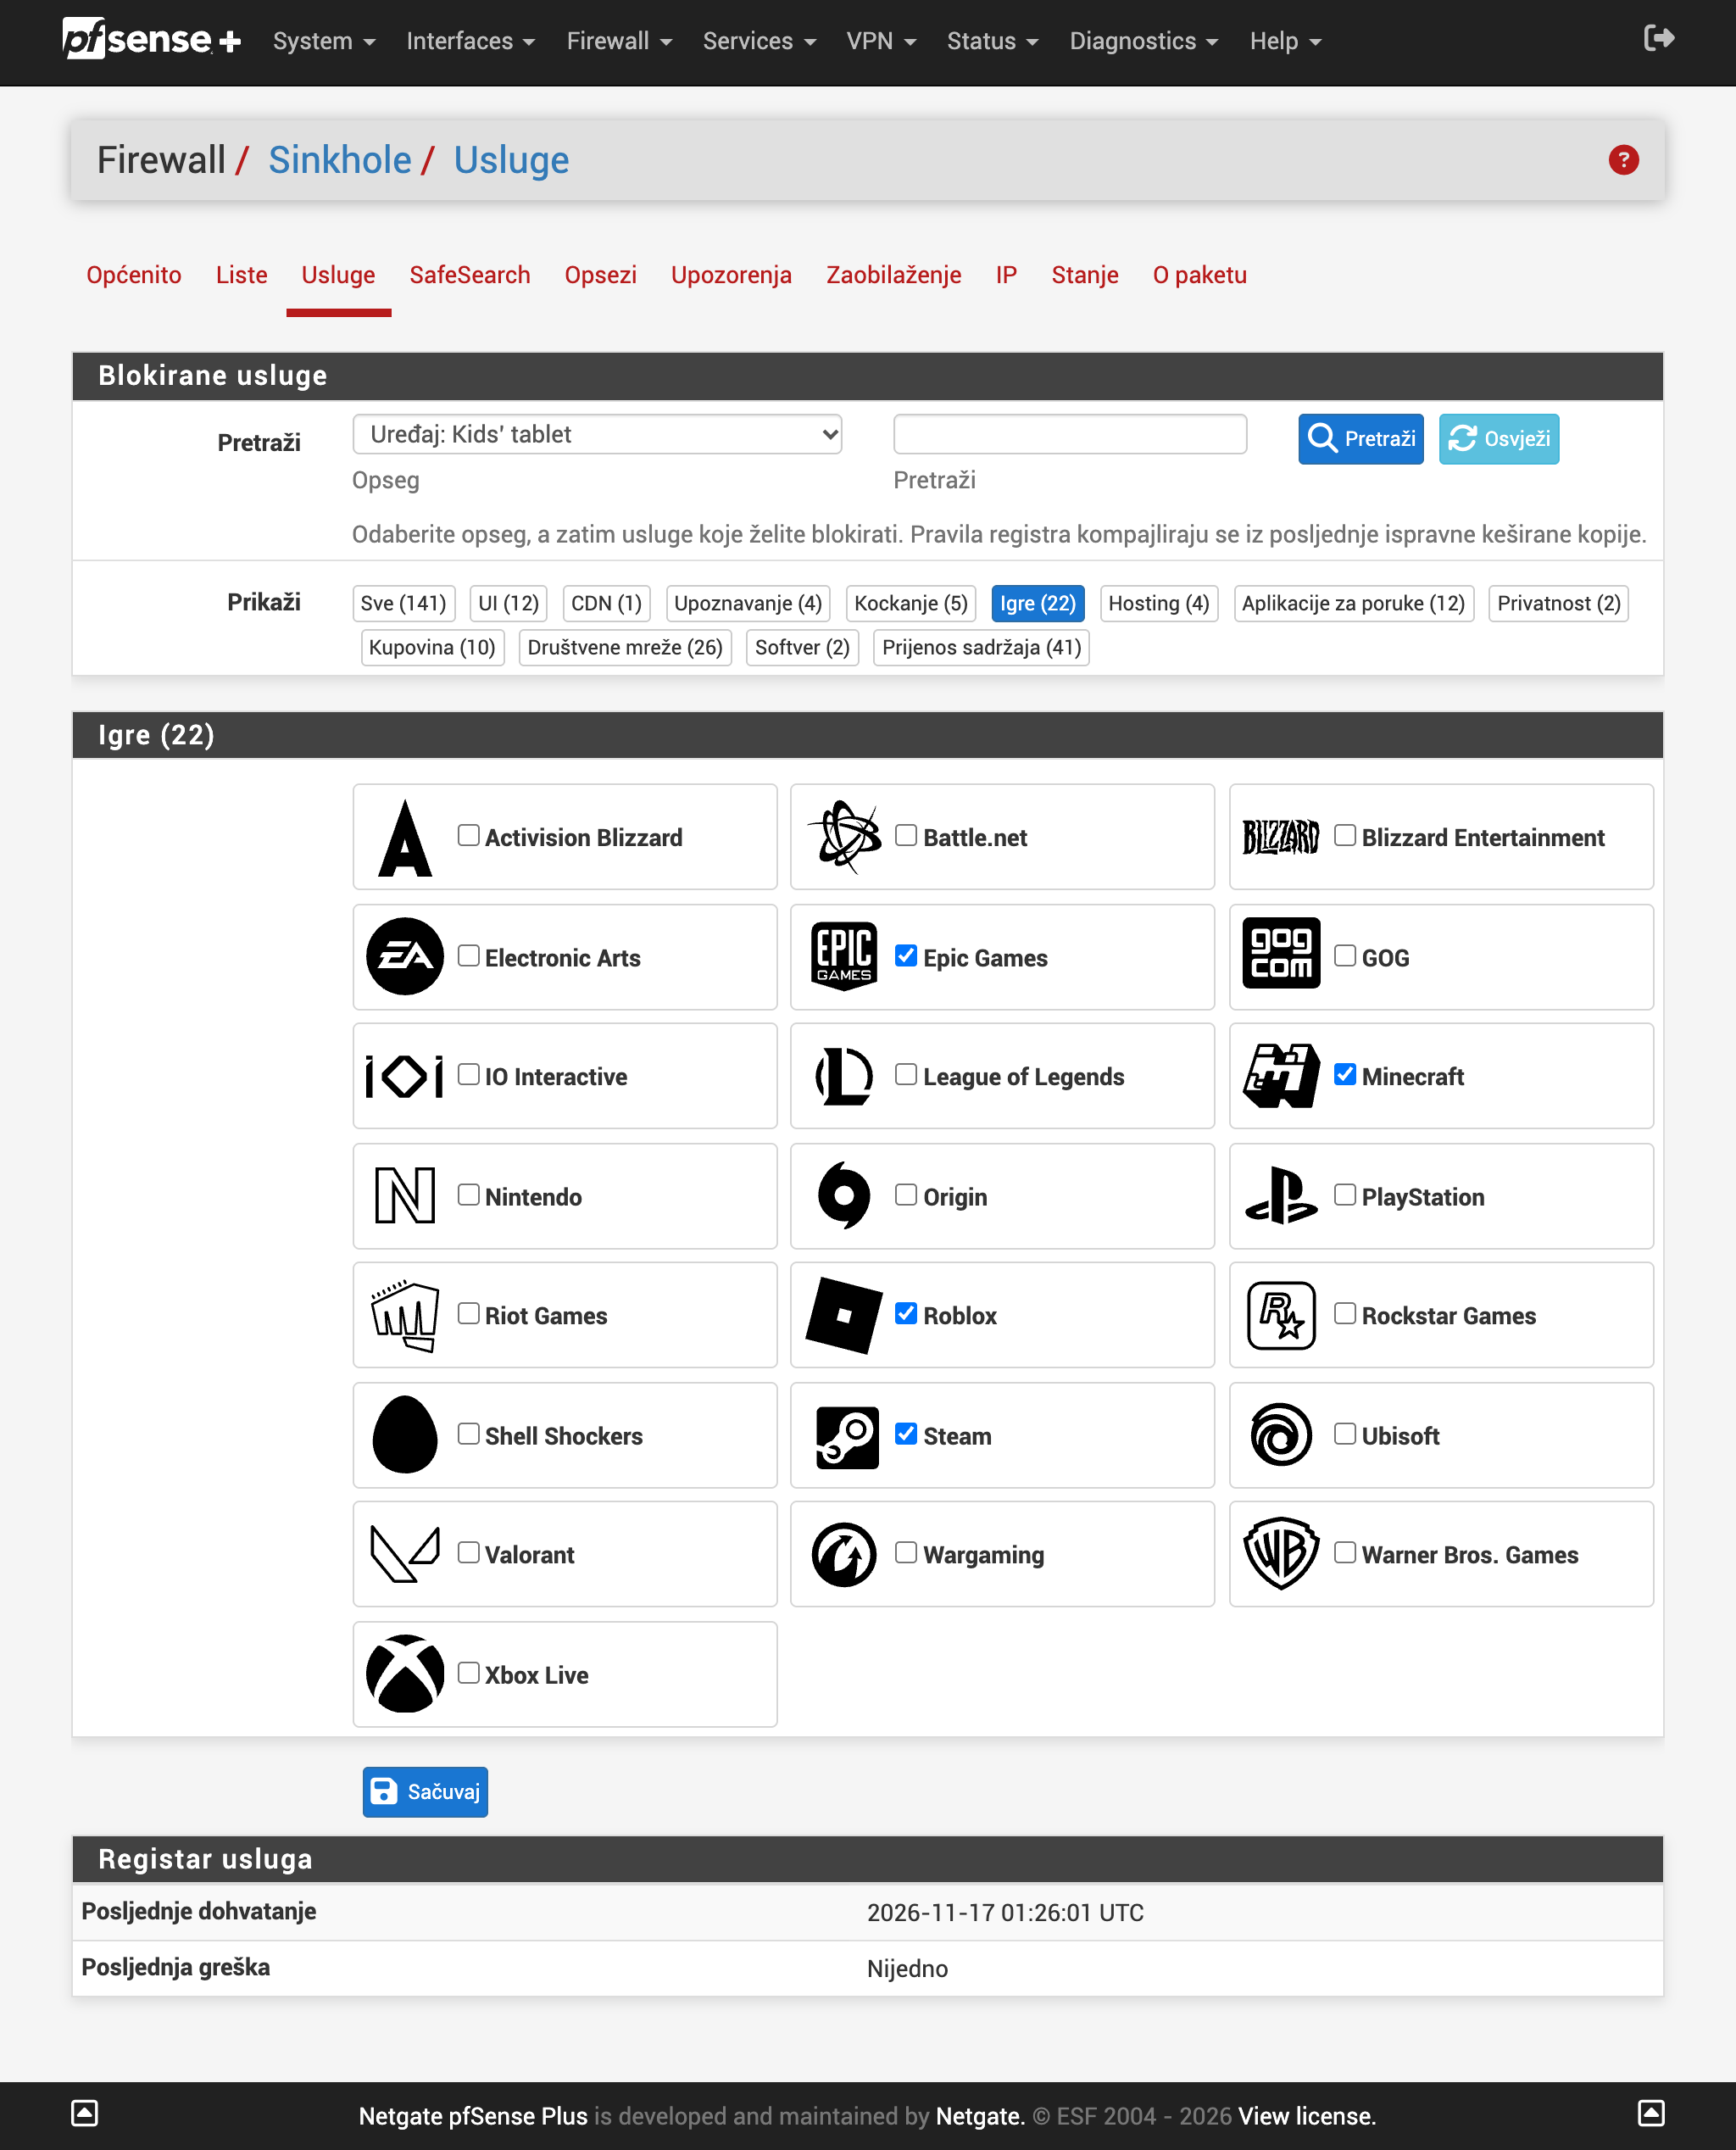 pfsense+ System Interfaces Firewall Services VPN Status Diagnostics Help
Firewall / Sinkhole / Usluge
Općenito Liste Usluge SafeSearch Opsezi Upozorenja Zaobilaženje IP Stanje O paketu
Blokirane usluge
Pretraži Uređaj: Kids' tablet Pretraži Osvježi
Opseg Pretraži
Odaberite opseg, a zatim usluge koje želite blokirati. Pravila registra kompajliraju se iz posljednje ispravne keširane kopije.
Prikaži Sve (141) UI (12) CDN (1) Upoznavanje (4) Kockanje (5) Igre (22) Hosting (4) Aplikacije za poruke (12) Privatnost (2)
Kupovina (10) Društvene mreže (26) Softver (2) Prijenos sadržaja (41)
Igre (22)
Activision Blizzard Battle.net BLIZZARD Blizzard Entertainment
EA Electronic Arts EPIC GAMES Epic Games gog com GOG
IOI IO Interactive League of Legends Minecraft
Nintendo Origin PlayStation
Riot Games Roblox Rockstar Games
Shell Shockers Steam Ubisoft
Valorant Wargaming WB Warner Bros. Games
Xbox Live
Sačuvaj
Registar usluga
Posljednje dohvatanje 2026-11-17 01:26:01 UTC
Posljednja greška Nijedno
Netgate pfSense Plus is developed and maintained by Netgate. © ESF 2004 - 2026 View license.